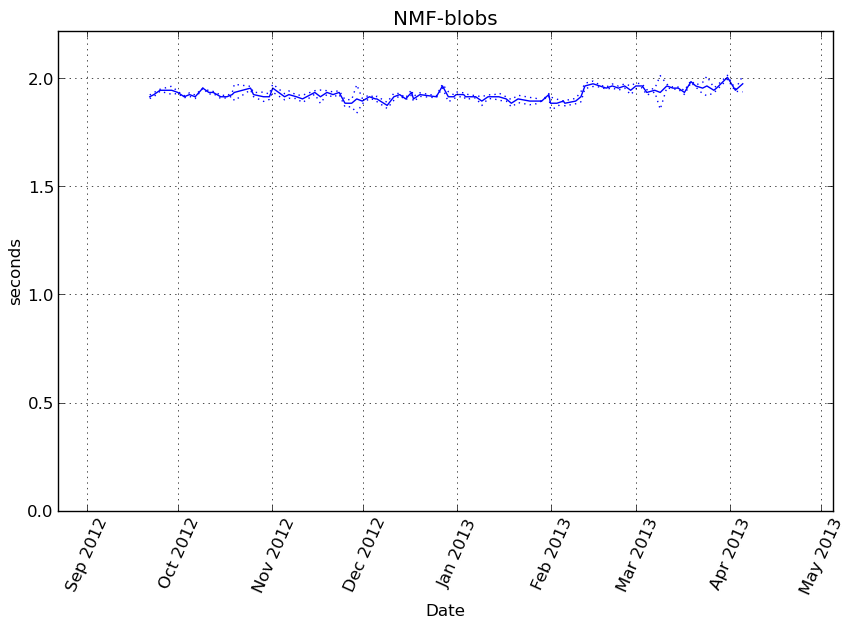 NMF-blobs
2.0
1.5
1.0
0.5
0.0
seconds
Sep 2012
Oct 2012
Nov 2012
Dec 2012
Jan 2013
Feb 2013
Mar 2013
Apr 2013
May 2013
Date